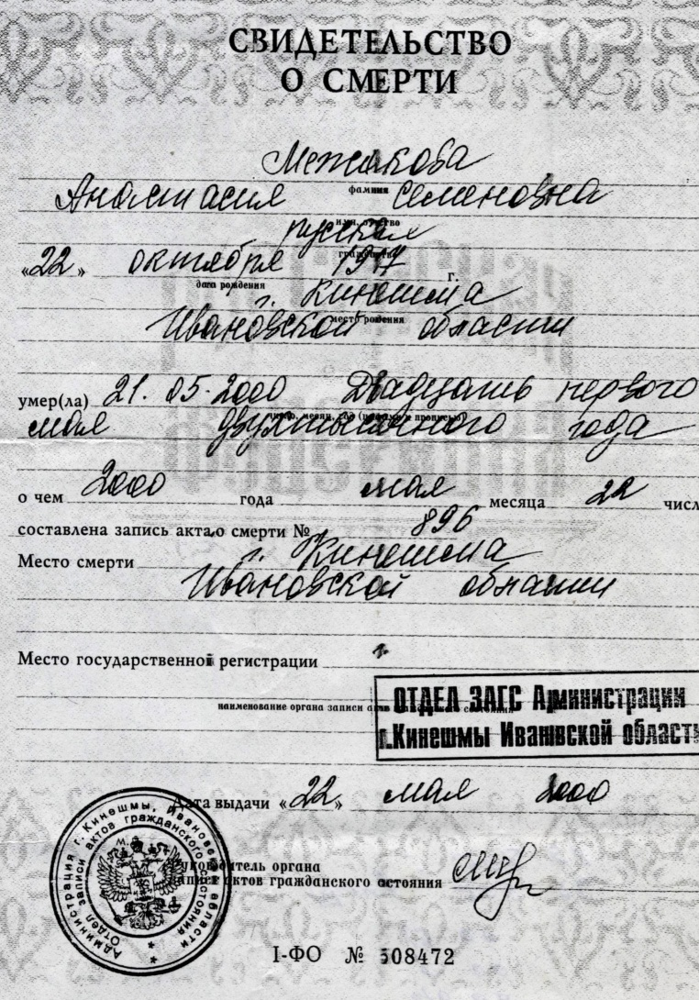 СВИДЕТЕЛЬСТВО
О СМЕРТИ
Межакова
фамилия
Анастасия Семеновна
имя, отчество
русская
гражданство
«22» октября г.
дата рождения
г. Кинешма
место рождения
Ивановской области
умер(ла) 21.05.2000 Двадцать первого
число, месяц, год (цифрами и прописью)
мая двухтысячного года
о чем 2000 года мая месяца 22 числ
составлена запись акта о смерти № 896
Место смерти г. Кинешма
Ивановской области
Место государственной регистрации г.
ОТДЕЛ ЗАГС Администрации
г.Кинешмы Ивановской области
наименование органа записи актов гражданского состояния
Дата выдачи «22» мая 2000
Руководитель органа
записи актов гражданского состояния
Администрация г. Кинешмы, Ивановской области
Отдел записи актов гражданского состояния
I-ФО № 508472